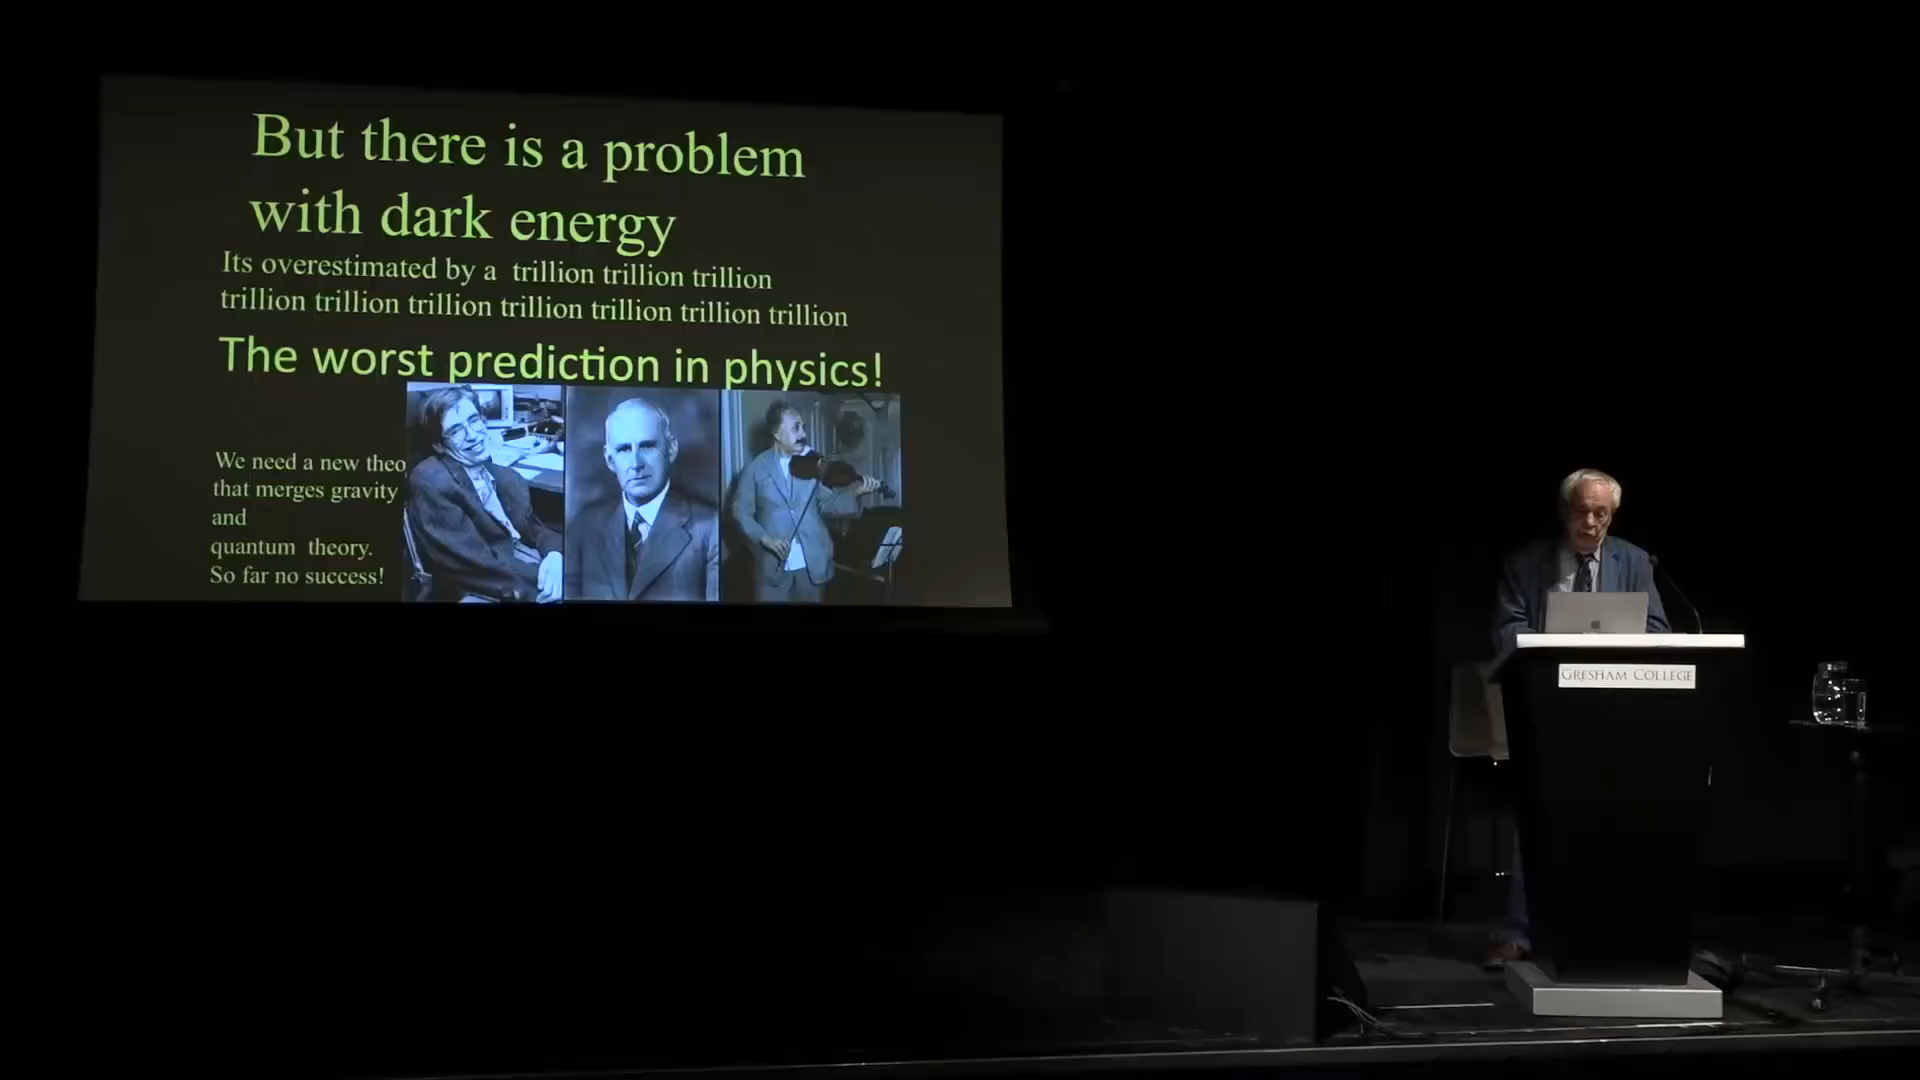 But there is a problem
with dark energy
Its overestimated by a trillion trillion trillion
trillion trillion trillion trillion trillion trillion trillion
The worst prediction in physics!
We need a new theo
that merges gravity
and
quantum theory.
So far no success!
GRESHAM COLLEGE